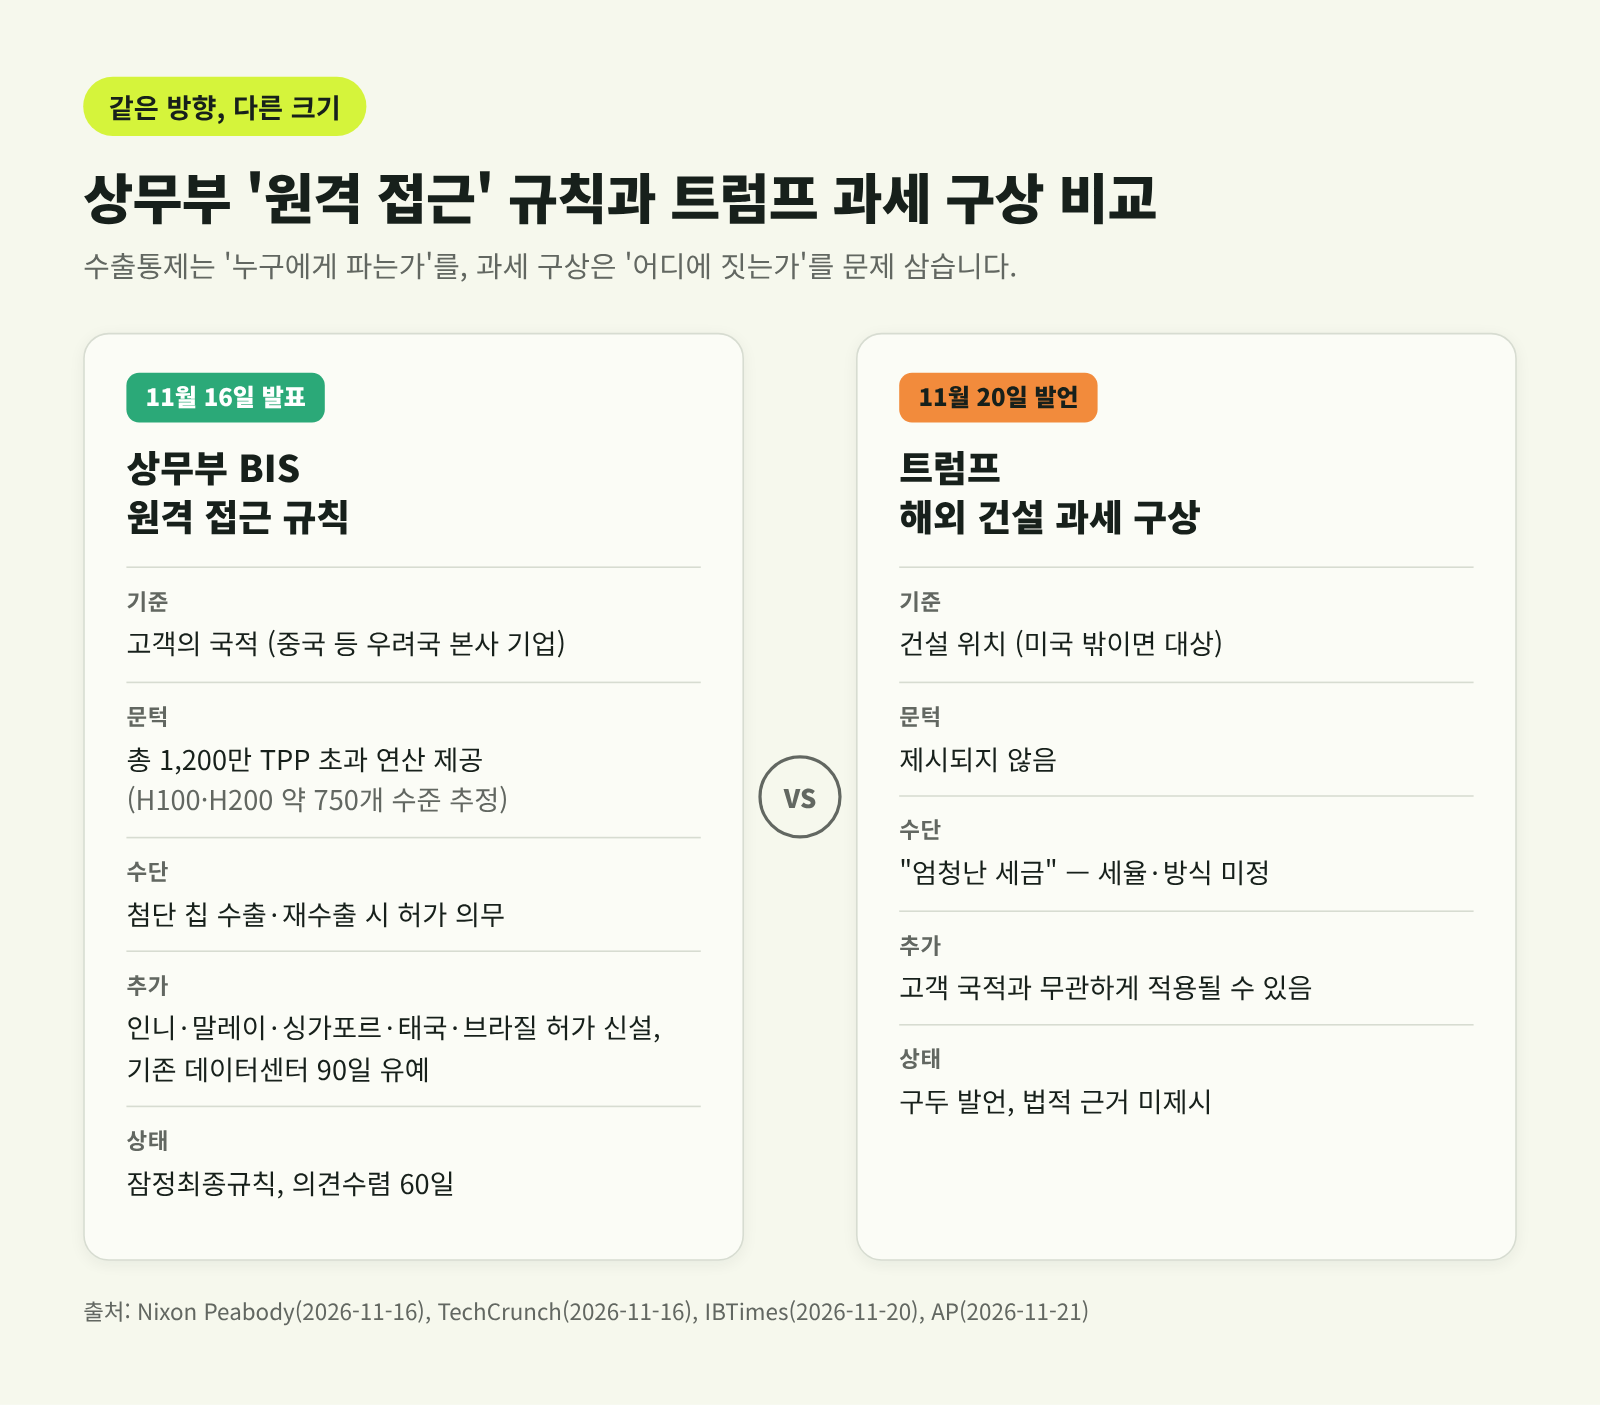 같은 방향, 다른 크기
상무부 '원격 접근' 규칙과 트럼프 과세 구상 비교
수출통제는 '누구에게 파는가'를, 과세 구상은 '어디에 짓는가'를 문제 삼습니다.
11월 16일 발표
상무부 BIS
원격 접근 규칙
기준
고객의 국적 (중국 등 우려국 본사 기업)
문턱
총 1,200만 TPP 초과 연산 제공
(H100·H200 약 750개 수준 추정)
수단
첨단 칩 수출·재수출 시 허가 의무
추가
인니·말레이·싱가포르·태국·브라질 허가 신설,
기존 데이터센터 90일 유예
상태
잠정최종규칙, 의견수렴 60일
VS
11월 20일 발언
트럼프
해외 건설 과세 구상
기준
건설 위치 (미국 밖이면 대상)
문턱
제시되지 않음
수단
"엄청난 세금" — 세율·방식 미정
추가
고객 국적과 무관하게 적용될 수 있음
상태
구두 발언, 법적 근거 미제시
출처: Nixon Peabody(2026-11-16), TechCrunch(2026-11-16), IBTimes(2026-11-20), AP(2026-11-21)